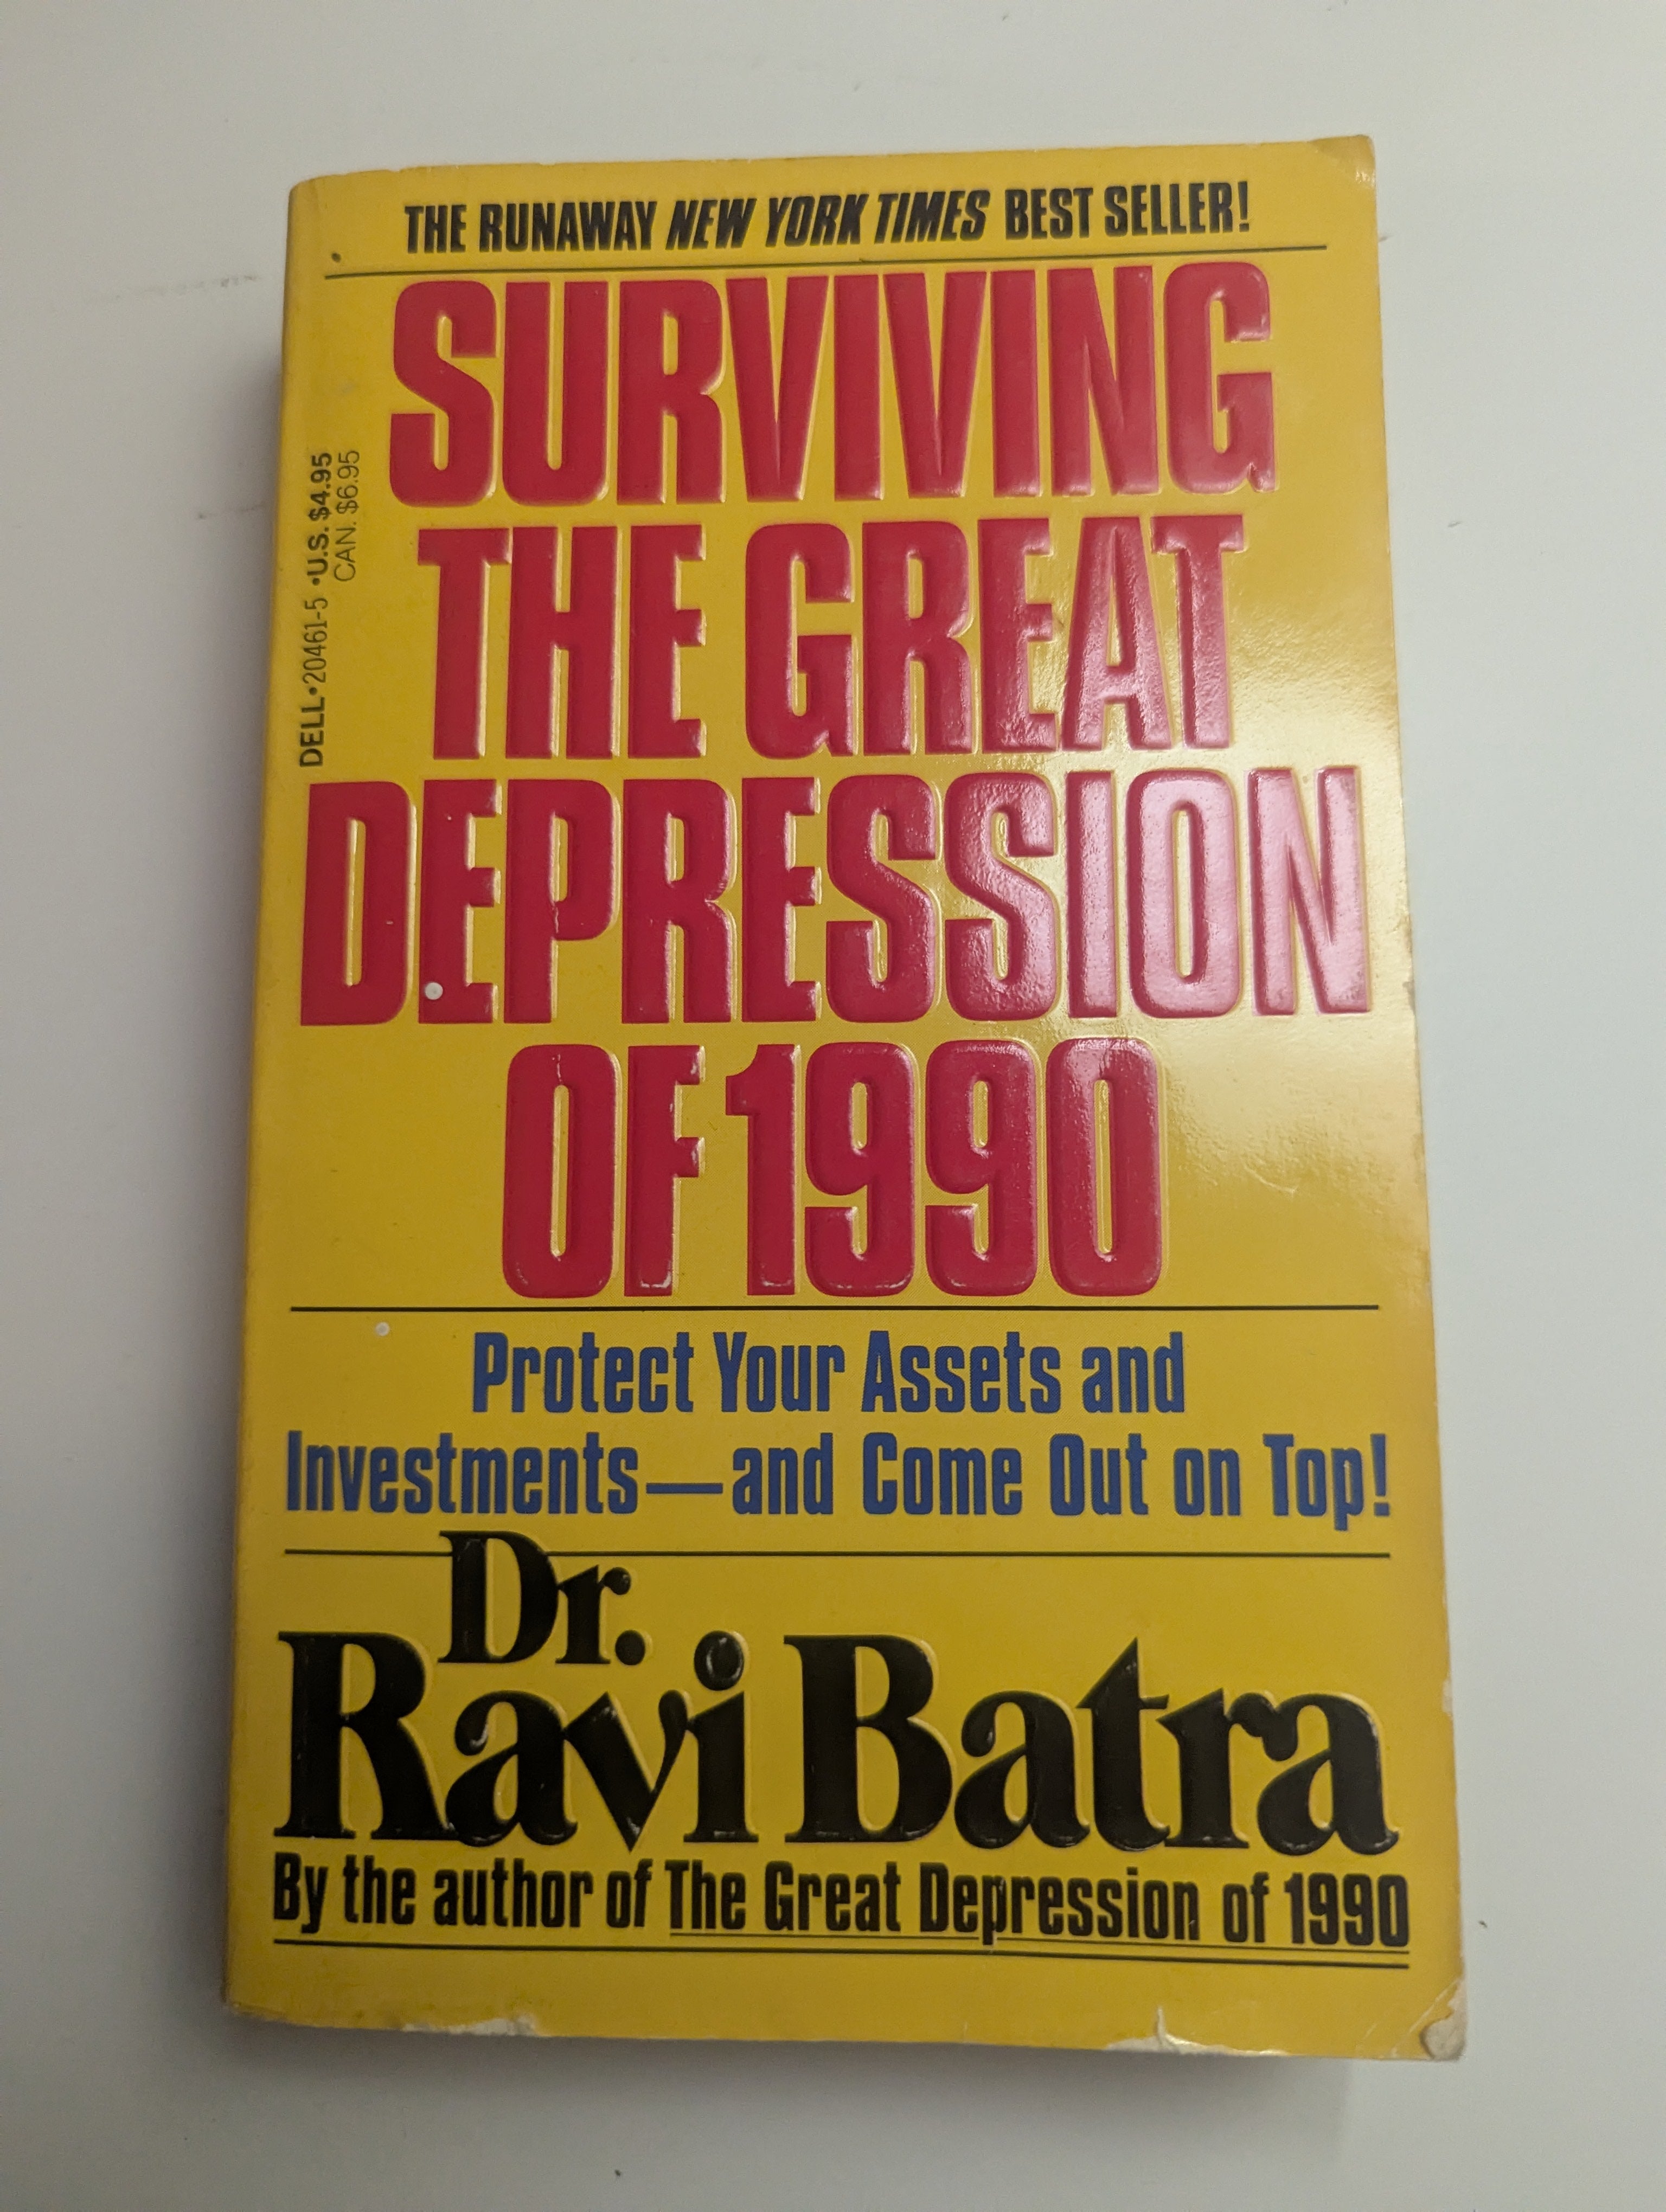 THE RUNAWAY NEW YORK TIMES BEST SELLER!
SURVIVING
THE GREAT
DEPRESSION
OF 1990
DELL•20461-5 •U.S. $4.95
CAN. $6.95
Protect Your Assets and
Investments—and Come Out on Top!
Dr.
Ravi Batra
By the author of The Great Depression of 1990